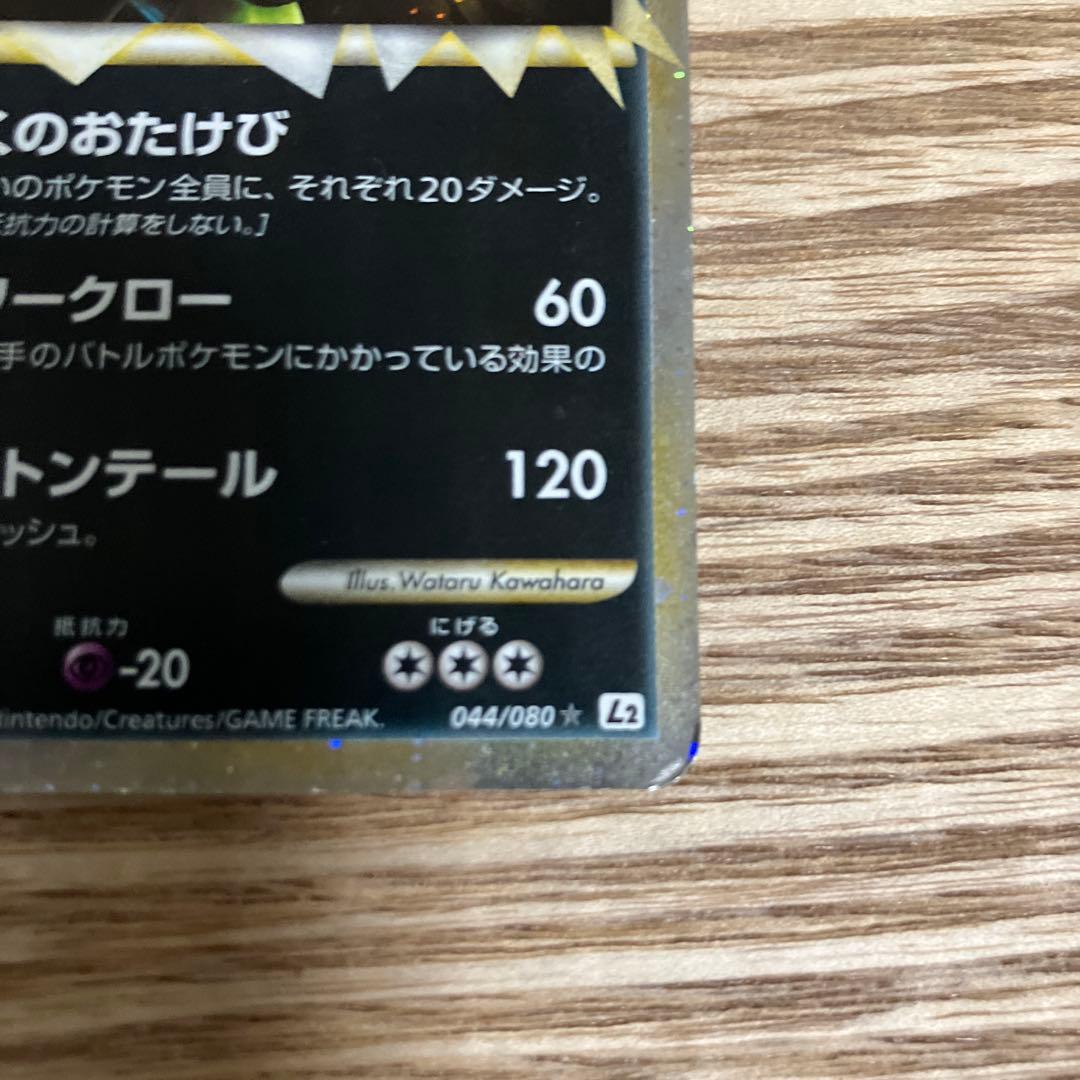 のおたけび
いのポケモン全員に、それぞれ20ダメージ。
抗力の計算をしない。]
ークロー 60
手のバトルポケモンにかかっている効果の
トンテール 120
ッシュ。
Illus. Wataru Kawahara
抵抗力 にげる
-20
Nintendo/Creatures/GAME FREAK. 044/080 ★ L2